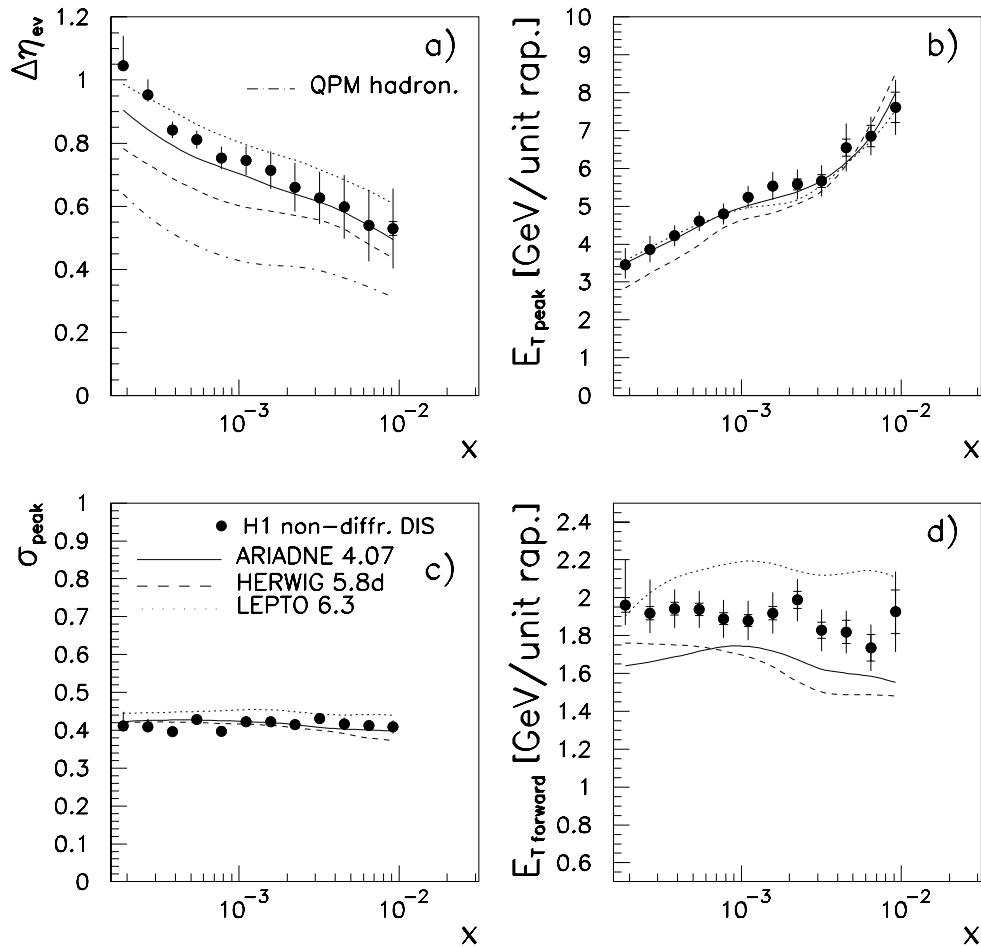 Δη_ev
1.2
1
0.8
0.6
0.4
0.2
0
a)
QPM hadron.
10^-3
10^-2
x
E_T peak [GeV/unit rap.]
10
9
8
7
6
5
4
3
2
1
0
b)
10^-3
10^-2
x
σ_peak
1
0.9
0.8
0.7
0.6
0.5
0.4
0.3
0.2
0.1
0
H1 non-diffr. DIS
ARIADNE 4.07
HERWIG 5.8d
LEPTO 6.3
c)
10^-3
10^-2
x
E_T forward [GeV/unit rap.]
2.4
2.2
2
1.8
1.6
1.4
1.2
1
0.8
0.6
d)
10^-3
10^-2
x